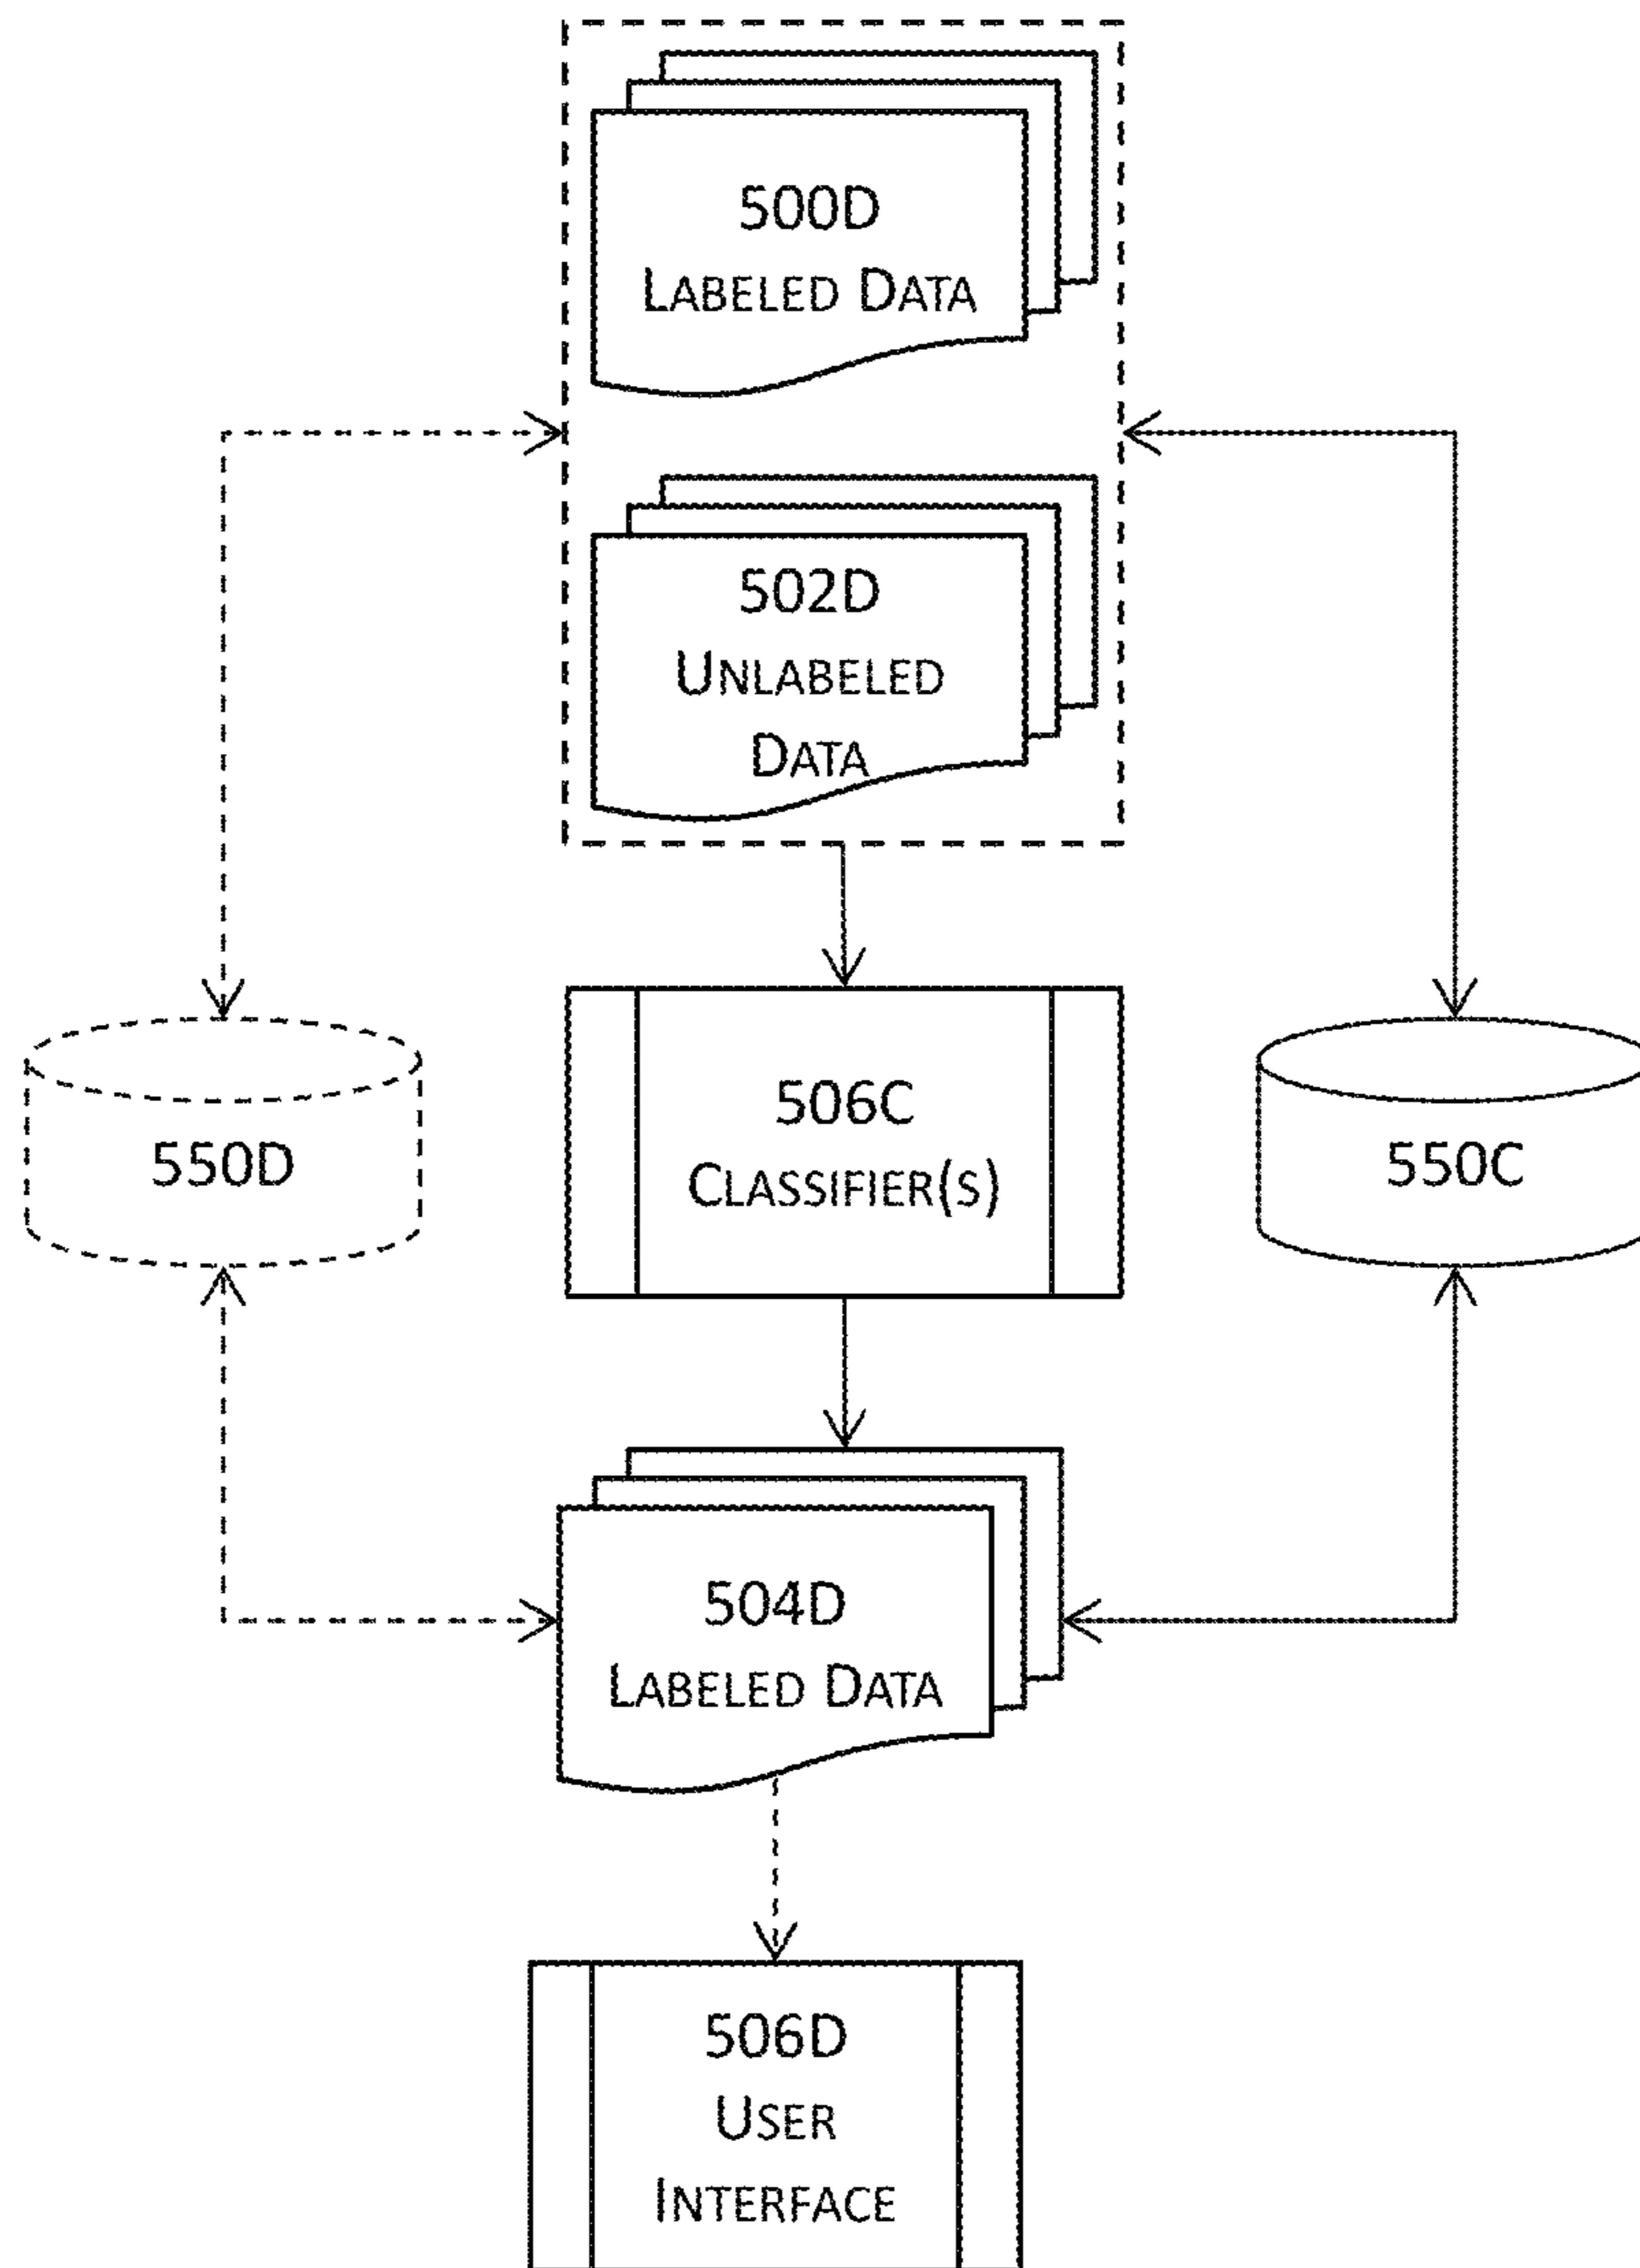 500D
LABELED DATA
502D
UNLABELED
DATA
506C
CLASSIFIER(S)
550D
550C
504D
LABELED DATA
506D
USER
INTERFACE